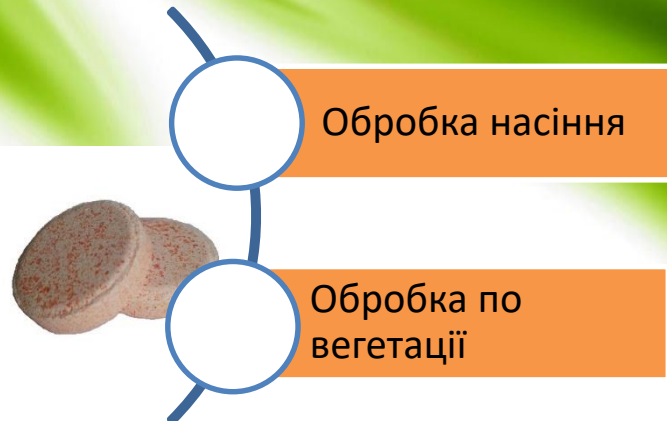 Обробка насіння
Обробка по
вегетації